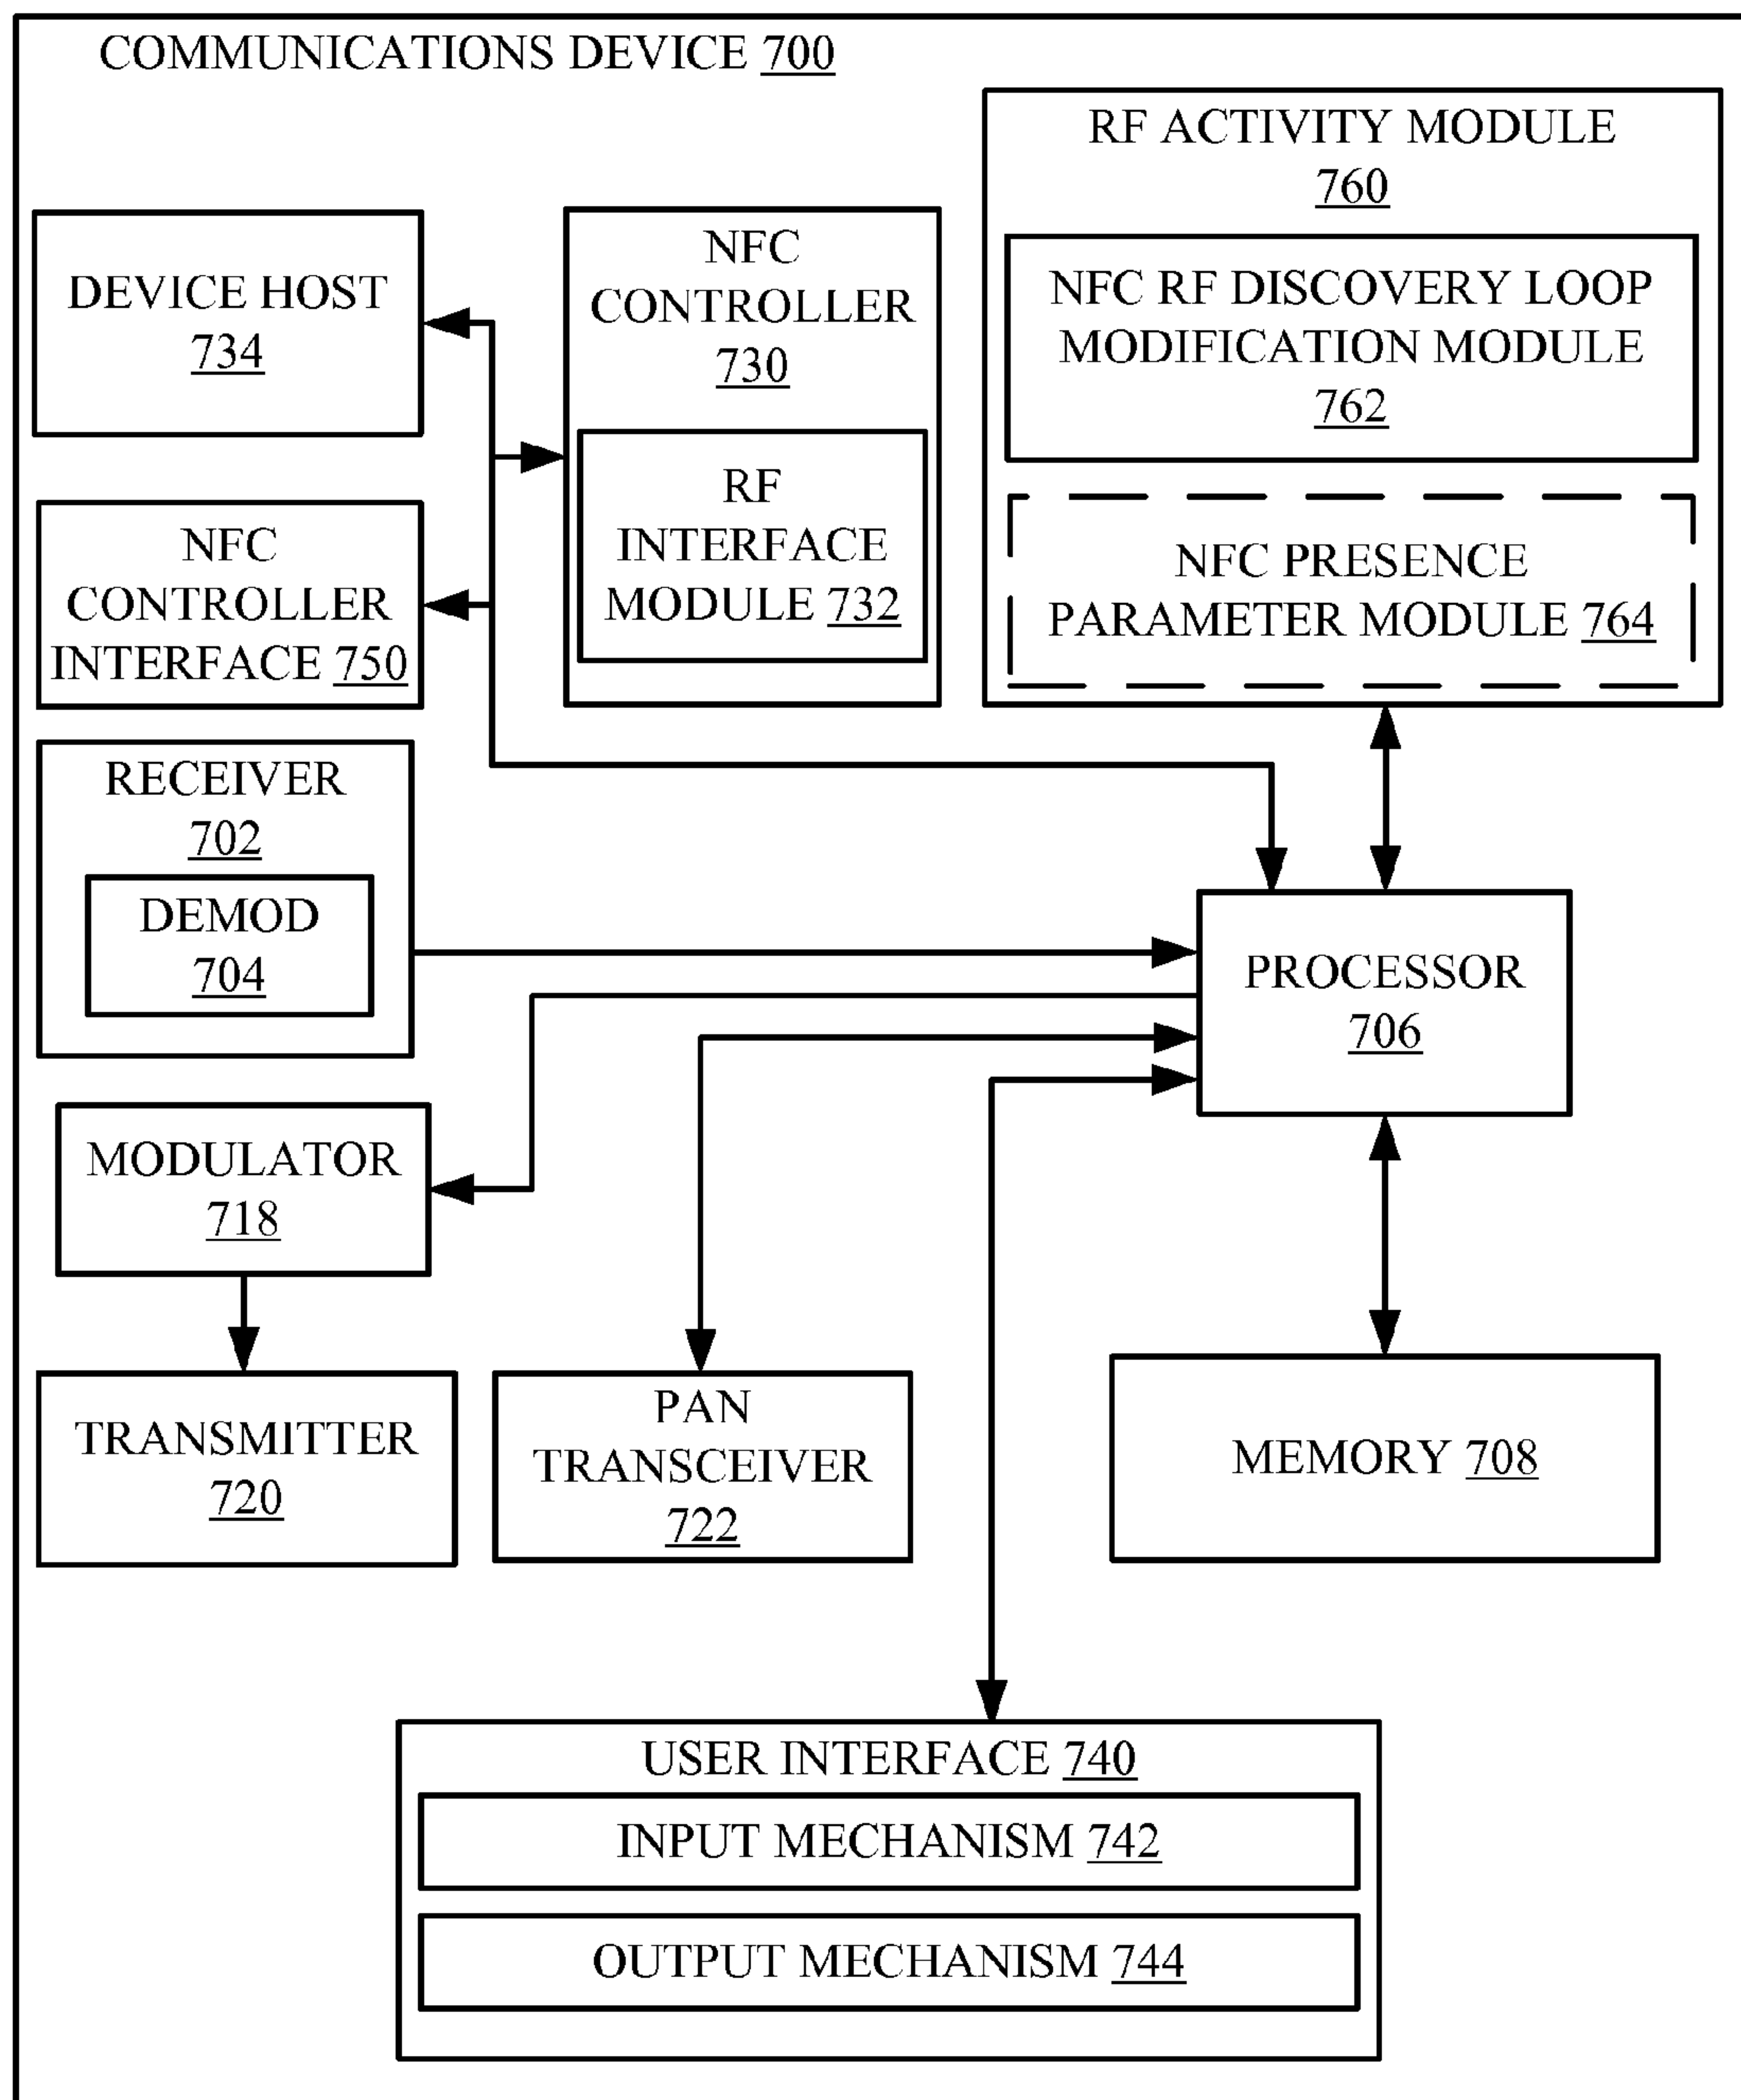 COMMUNICATIONS DEVICE 700
RF ACTIVITY MODULE
760
NFC RF DISCOVERY LOOP
MODIFICATION MODULE
762
NFC PRESENCE
PARAMETER MODULE 764
DEVICE HOST
734
NFC
CONTROLLER
730
RF
INTERFACE
MODULE 732
NFC
CONTROLLER
INTERFACE 750
RECEIVER
702
DEMOD
704
PROCESSOR
706
MODULATOR
718
TRANSMITTER
720
PAN
TRANSCEIVER
722
MEMORY 708
USER INTERFACE 740
INPUT MECHANISM 742
OUTPUT MECHANISM 744